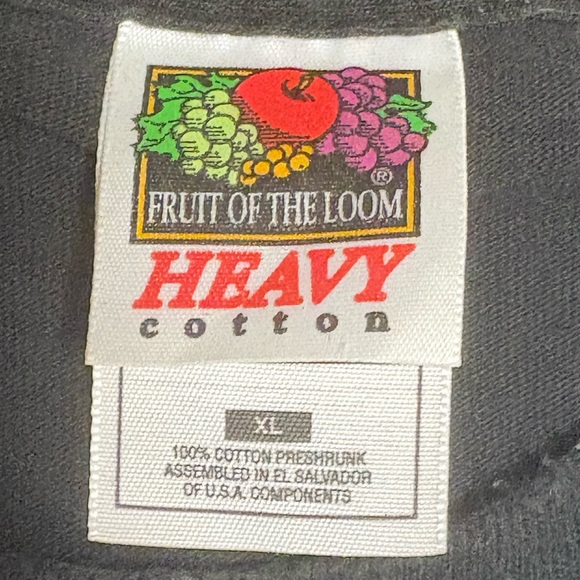 ®
FRUIT OF THE LOOM
HEAVY
cotton
XL
100% COTTON PRESHRUNK
ASSEMBLED IN EL SALVADOR
OF U.S.A. COMPONENTS